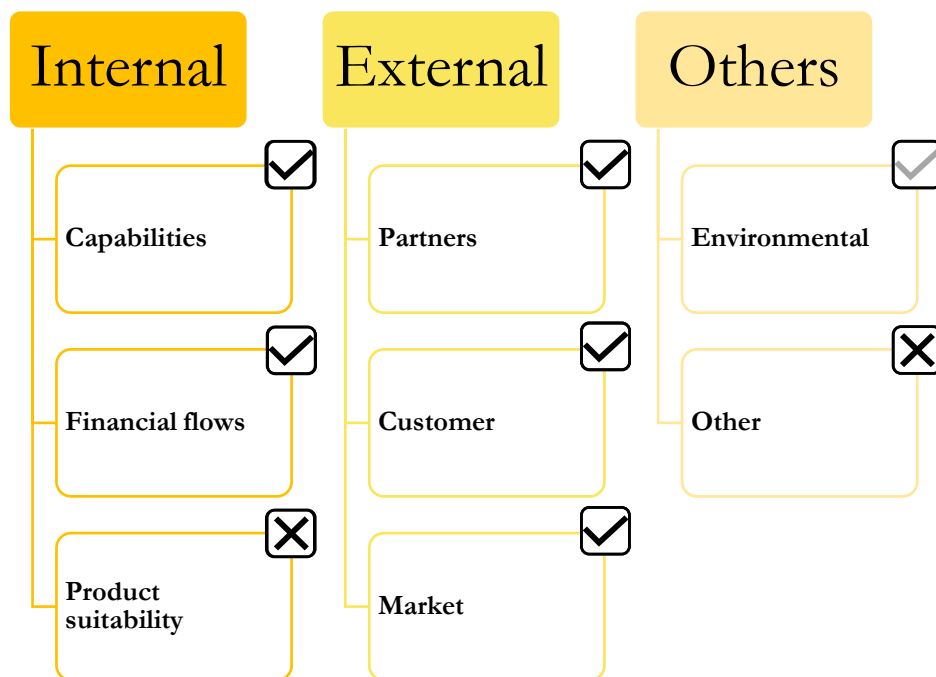 Internal
Capabilities
Financial flows
Product
suitability
External
Partners
Customer
Market
Others
Environmental
Other